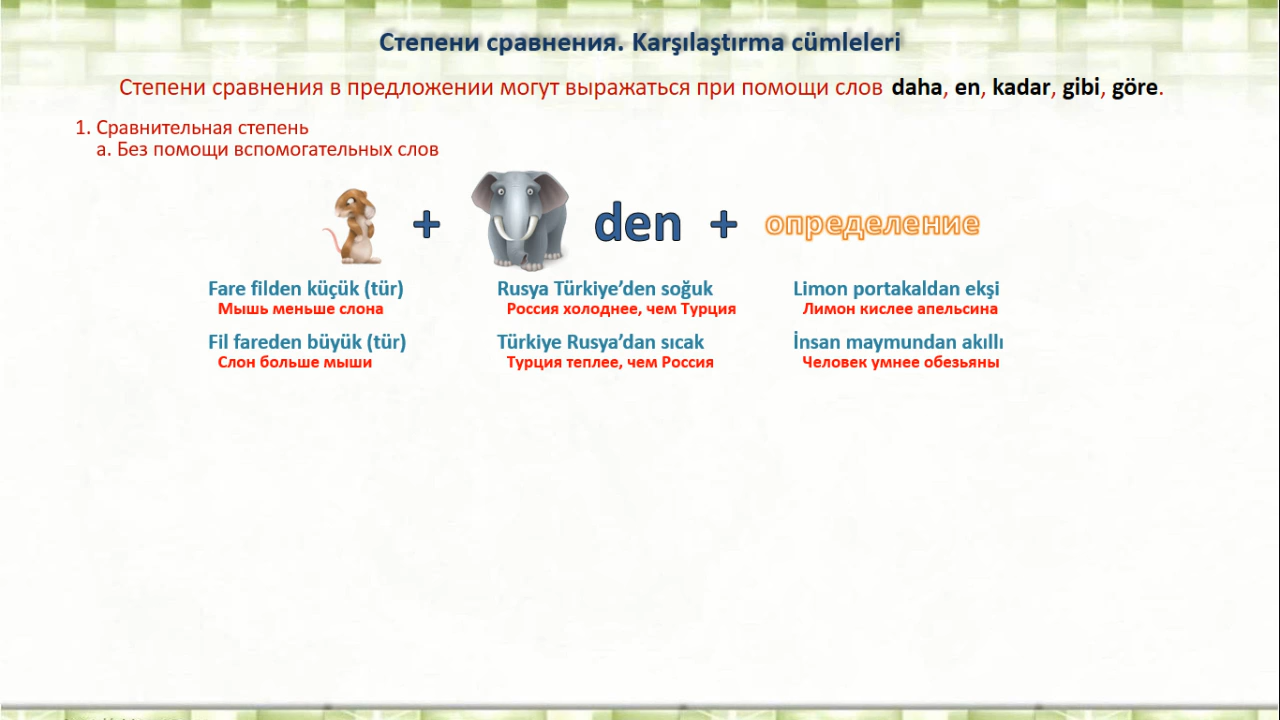 Степени сравнения. Karşılaştırma cümleleri
Степени сравнения в предложении могут выражаться при помощи слов daha, en, kadar, gibi, göre.
1. Сравнительная степень
а. Без помощи вспомогательных слов
+ den + определение
Fare filden küçük (tür) Rusya Türkiye’den soğuk Limon portakaldan ekşi
Мышь меньше слона Россия холоднее, чем Турция Лимон кислее апельсина
Fil fareden büyük (tür) Türkiye Rusya’dan sıcak İnsan maymundan akıllı
Слон больше мыши Турция теплее, чем Россия Человек умнее обезьяны